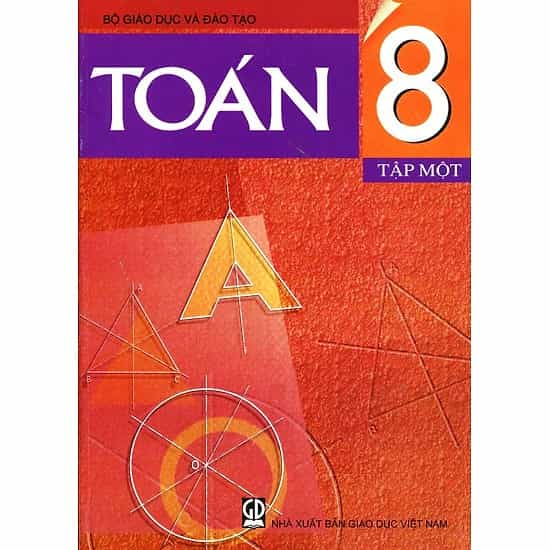 BỘ GIÁO DỤC VÀ ĐÀO TẠO
TOÁN 8
TẬP MỘT
A
A
B
C
O
GD
NHÀ XUẤT BẢN GIÁO DỤC VIỆT NAM